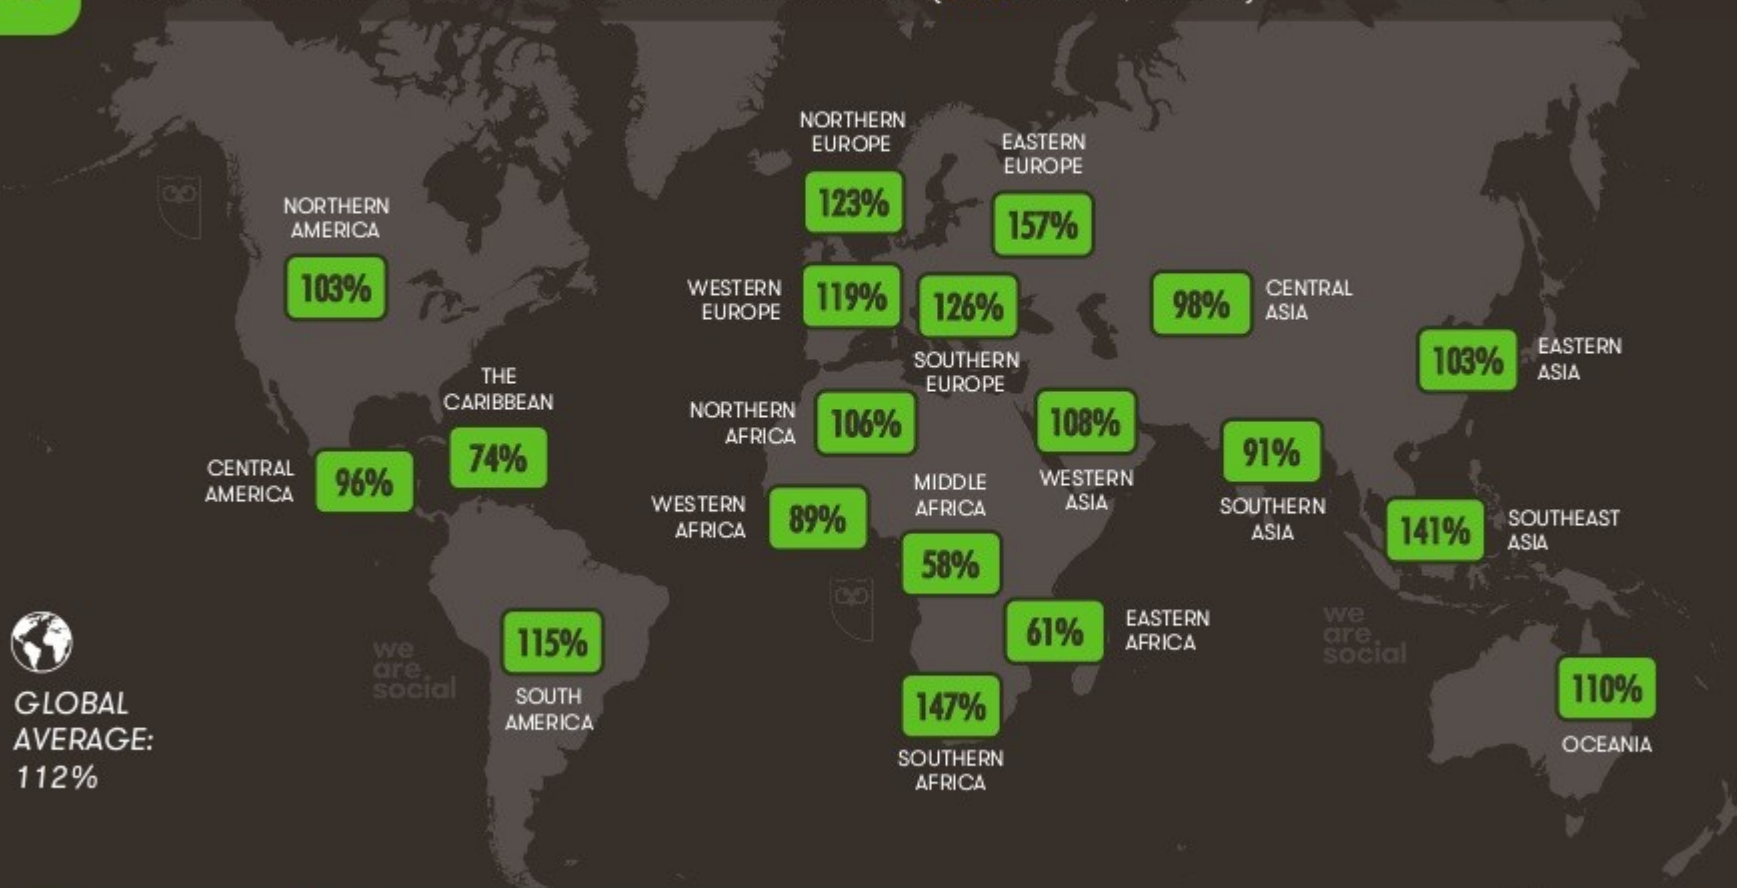 NORTHERN
EUROPE
123%
EASTERN
EUROPE
157%
NORTHERN
AMERICA
103%
WESTERN
EUROPE
119%
126%
SOUTHERN
EUROPE
98%
CENTRAL
ASIA
103%
EASTERN
ASIA
THE
CARIBBEAN
74%
NORTHERN
AFRICA
106%
108%
WESTERN
ASIA
91%
SOUTHERN
ASIA
CENTRAL
AMERICA
96%
WESTERN
AFRICA
89%
MIDDLE
AFRICA
58%
141%
SOUTHEAST
ASIA
61%
EASTERN
AFRICA
115%
SOUTH
AMERICA
we
are.
social
we
are.
social
147%
SOUTHERN
AFRICA
110%
OCEANIA
GLOBAL
AVERAGE:
112%